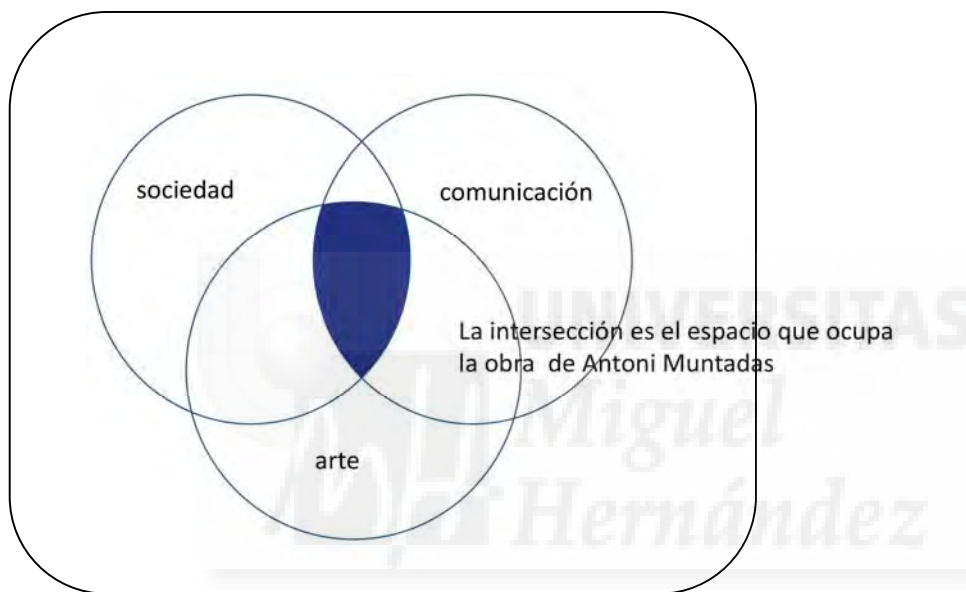 sociedad
comunicación
La intersección es el espacio que ocupa
la obra de Antoni Muntadas
arte
UNIVERSITAS
Miguel
Hernández